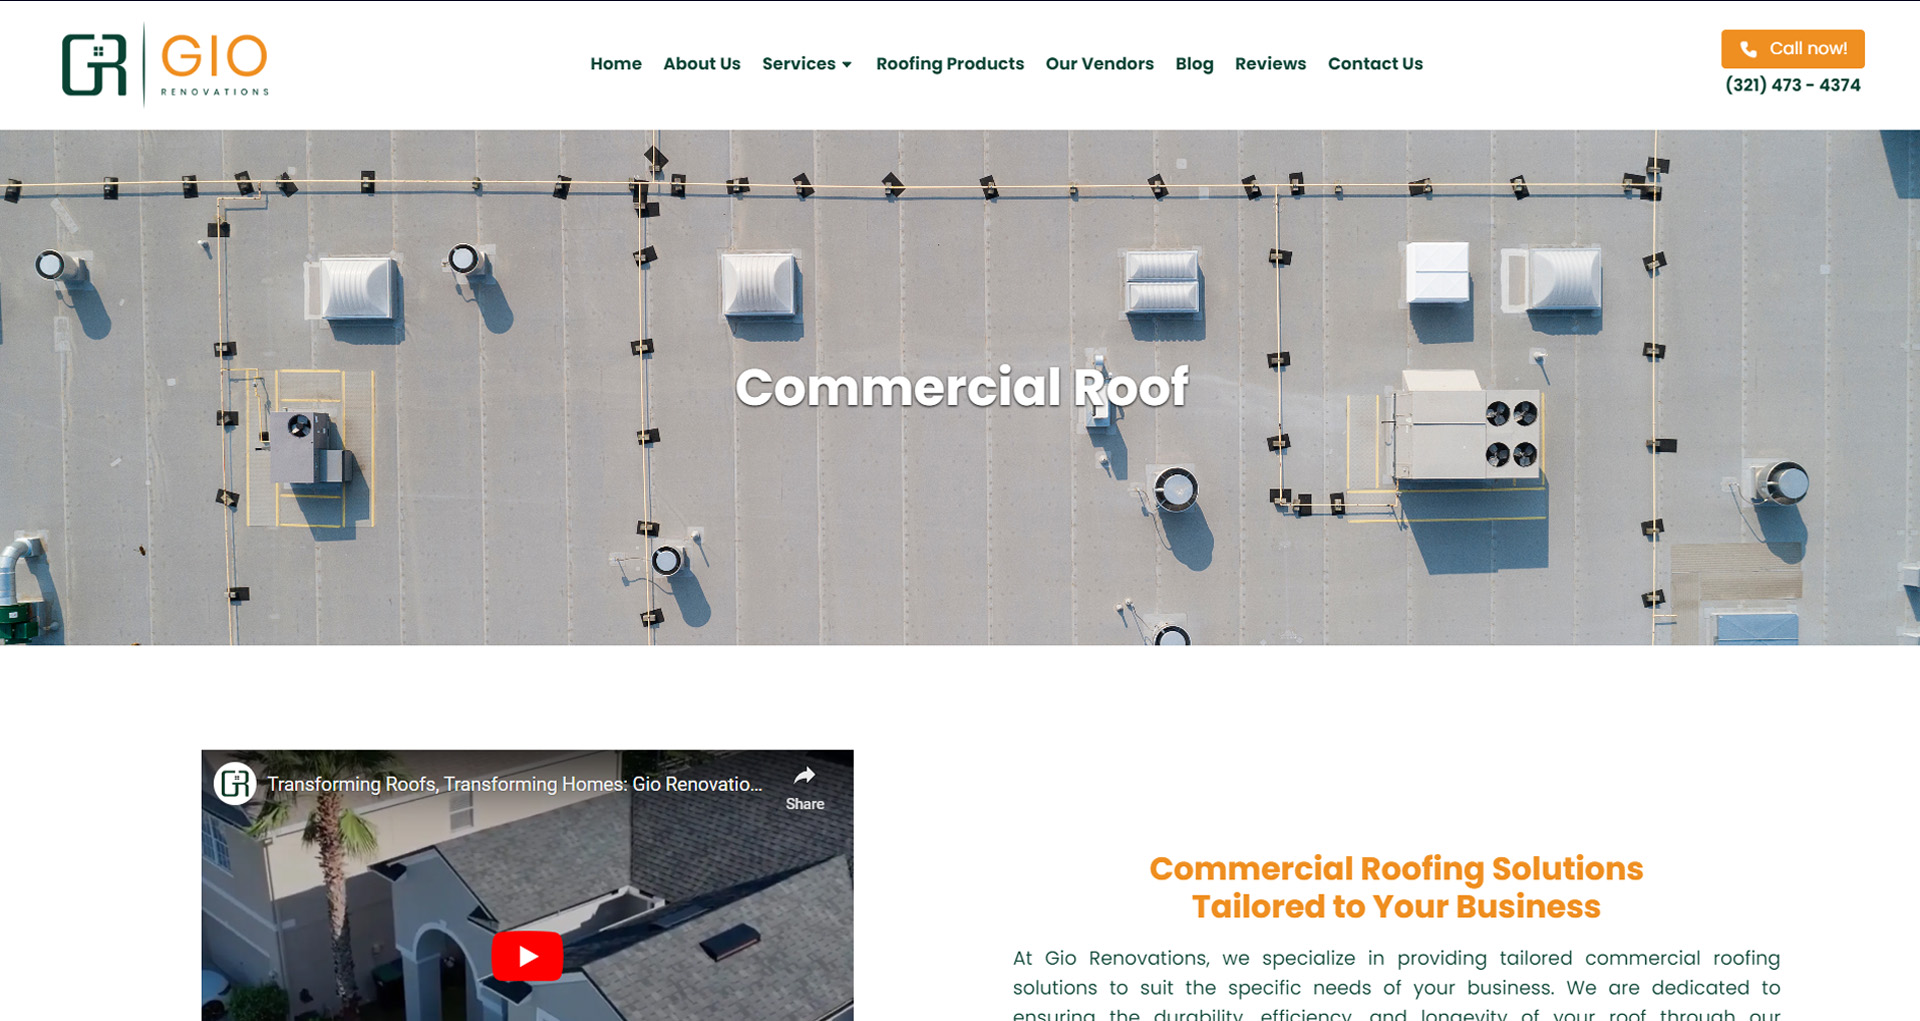 GR
GIO
RENOVATIONS
Home About Us Services Roofing Products Our Vendors Blog Reviews Contact Us
Call now!
(321) 473 - 4374
Commercial Roof
GR
Transforming Roofs, Transforming Homes: Gio Renovatio...
Share
Commercial Roofing Solutions
Tailored to Your Business
At Gio Renovations, we specialize in providing tailored commercial roofing
solutions to suit the specific needs of your business. We are dedicated to
ensuring the durability, efficiency, and longevity of your roof through our